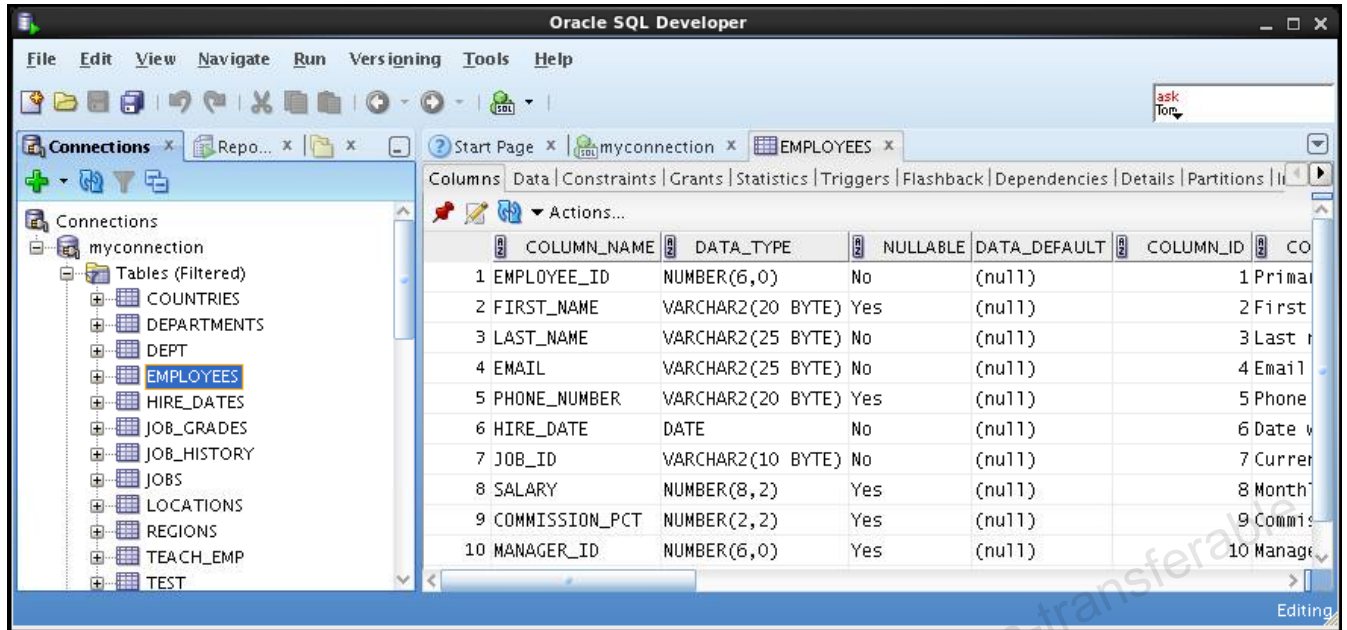 Oracle SQL Developer
File Edit View Navigate Run Versioning Tools Help
ask
Tom
Connections Repo...
Start Page myconnection EMPLOYEES
Columns Data Constraints Grants Statistics Triggers Flashback Dependencies Details Partitions
Actions...
Connections
myconnection
Tables (Filtered)
COUNTRIES
DEPARTMENTS
DEPT
EMPLOYEES
HIRE_DATES
JOB_GRADES
JOB_HISTORY
JOBS
LOCATIONS
REGIONS
TEACH_EMP
TEST
COLUMN_NAME DATA_TYPE NULLABLE DATA_DEFAULT COLUMN_ID CO
1 EMPLOYEE_ID NUMBER(6,0) No (null) 1 Primar
2 FIRST_NAME VARCHAR2(20 BYTE) Yes (null) 2 First
3 LAST_NAME VARCHAR2(25 BYTE) No (null) 3 Last
4 EMAIL VARCHAR2(25 BYTE) No (null) 4 Email
5 PHONE_NUMBER VARCHAR2(20 BYTE) Yes (null) 5 Phone
6 HIRE_DATE DATE No (null) 6 Date
7 JOB_ID VARCHAR2(10 BYTE) No (null) 7 Curren
8 SALARY NUMBER(8,2) Yes (null) 8 Month
9 COMMISSION_PCT NUMBER(2,2) Yes (null) 9 Commis
10 MANAGER_ID NUMBER(6,0) Yes (null) 10 Manage
Editing
-transferable